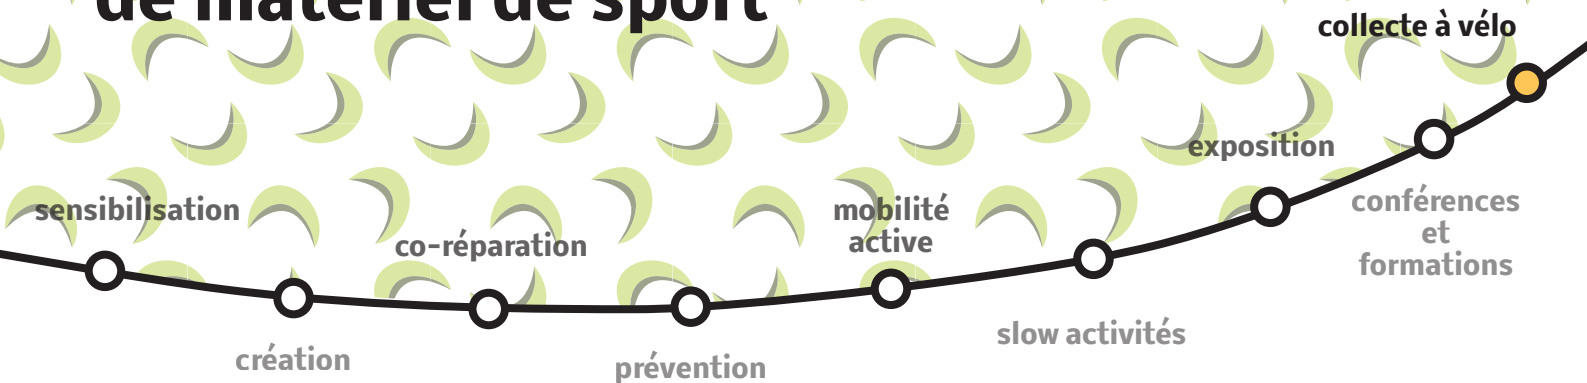 de matériel de sport
collecte à vélo
exposition
conférences
et
formations
sensibilisation
mobilité
active
co-réparation
slow activités
création
prévention